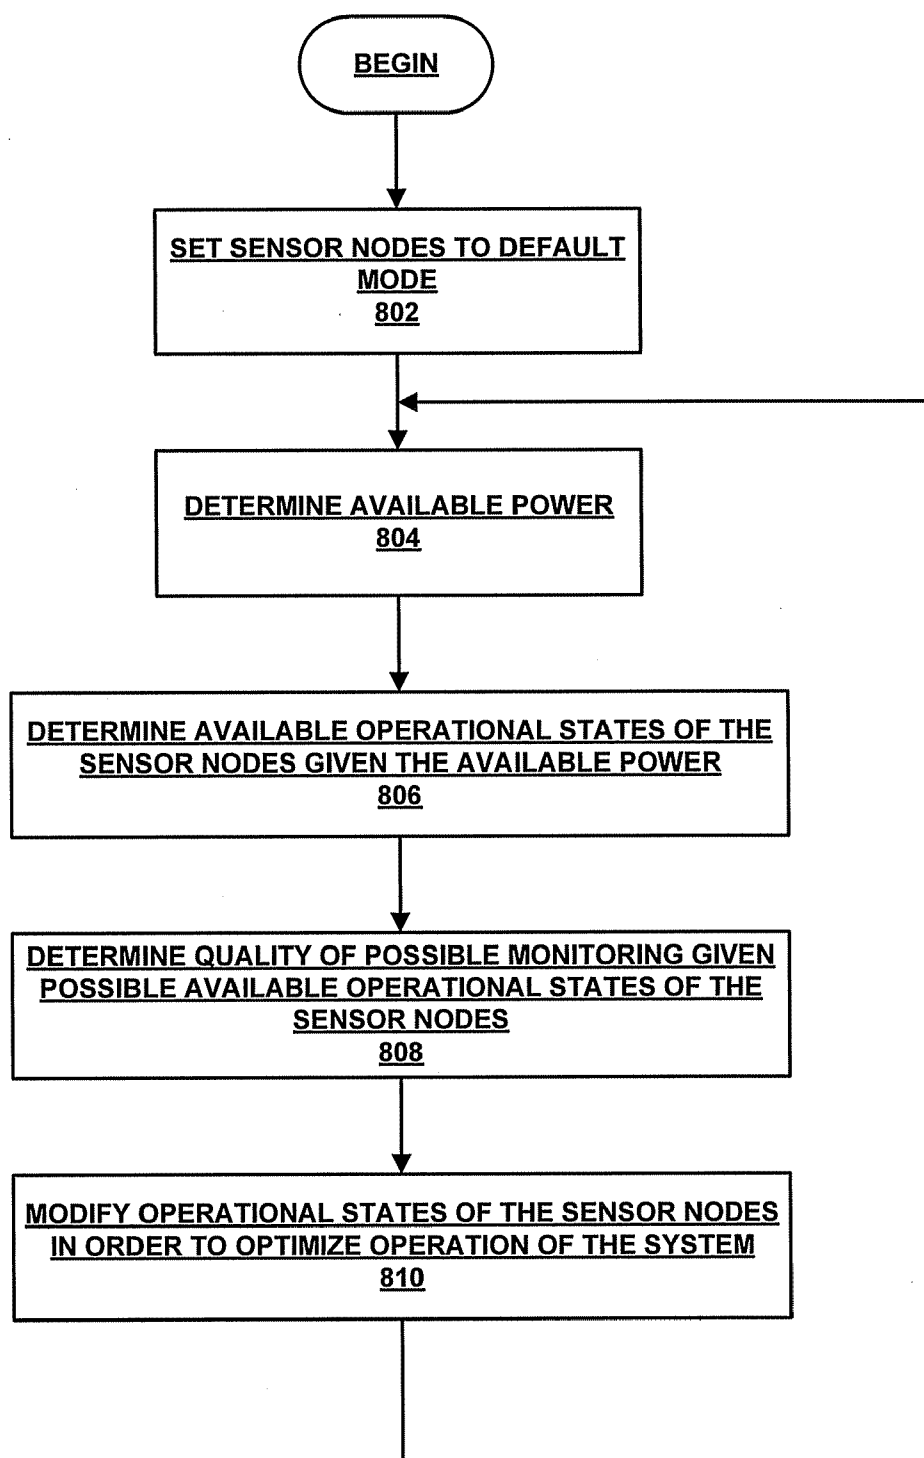 BEGIN
SET SENSOR NODES TO DEFAULT
MODE
802
DETERMINE AVAILABLE POWER
804
DETERMINE AVAILABLE OPERATIONAL STATES OF THE
SENSOR NODES GIVEN THE AVAILABLE POWER
806
DETERMINE QUALITY OF POSSIBLE MONITORING GIVEN
POSSIBLE AVAILABLE OPERATIONAL STATES OF THE
SENSOR NODES
808
MODIFY OPERATIONAL STATES OF THE SENSOR NODES
IN ORDER TO OPTIMIZE OPERATION OF THE SYSTEM
810